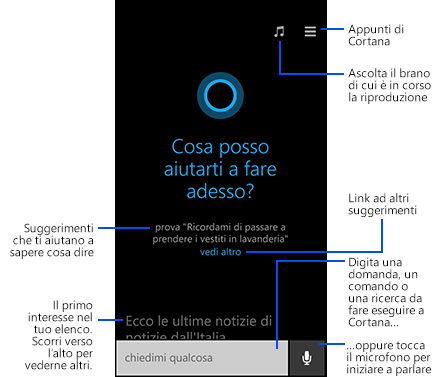 Appunti di
Cortana
Ascolta il brano
di cui è in corso
la riproduzione
Cosa posso
aiutarti a fare
adesso?
Link ad altri
suggerimenti
Suggerimenti
che ti aiutano a
sapere cosa dire
prova "Ricordami di passare a
prendere i vestiti in lavanderia"
vedi altro
Digita una
domanda, un
comando o
una ricerca da
fare eseguire a
Cortana...
Il primo
interesse nel
tuo elenco.
Scorri verso
l'alto per
vederne altri.
Ecco le ultime notizie di
notizie dall'Italia
chiedimi qualcosa
...oppure tocca
il microfono per
iniziare a parlare